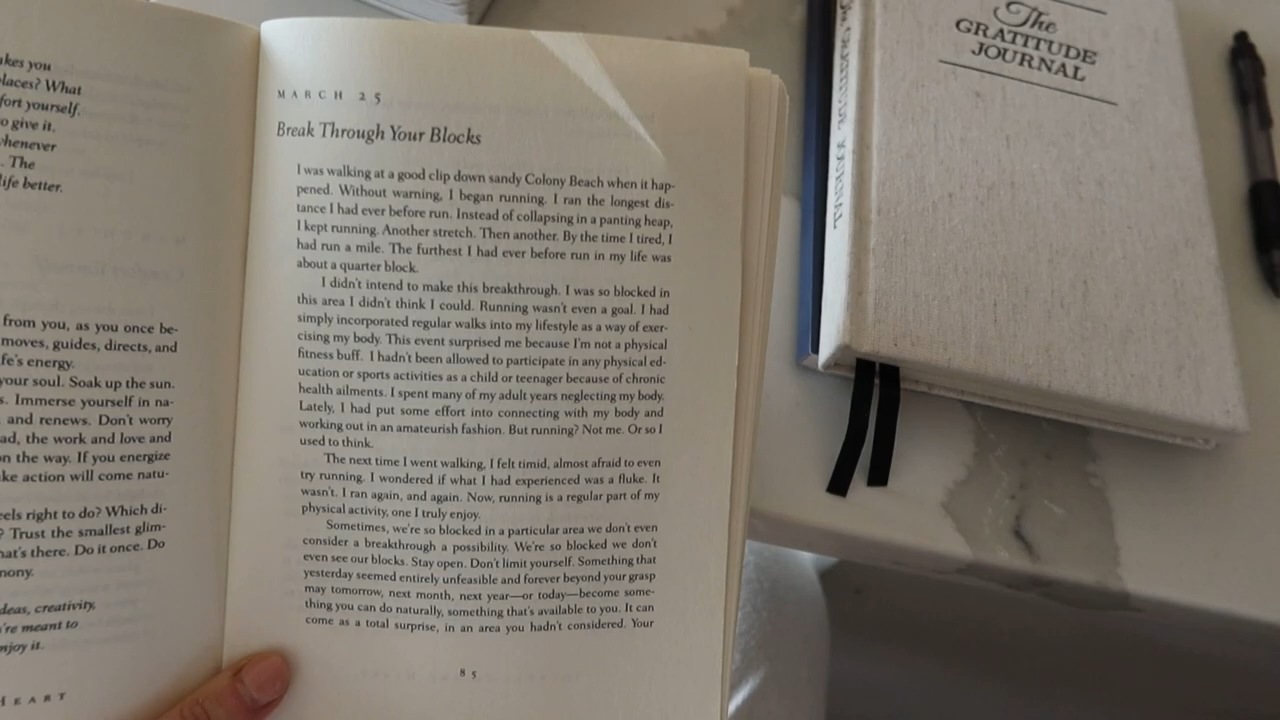 akes you
laces? What
fort yourself.
o give it.
henever
. The
life better.
from you, as you once be-
moves, guides, directs, and
fe's energy.
your soul. Soak up the sun.
s. Immerse yourself in na-
and renews. Don't worry
ad, the work and love and
on the way. If you energize
ke action will come natu-
eels right to do? Which di-
? Trust the smallest glim-
hat's there. Do it once. Do
mony.
deas, creativity,
're meant to
njoy it.
HEART
MARCH 25
Break Through Your Blocks
I was walking at a good clip down sandy Colony Beach when it hap-
pened. Without warning, I began running. I ran the longest dis-
tance I had ever before run. Instead of collapsing in a panting heap,
I kept running. Another stretch. Then another. By the time I tired, I
had run a mile. The furthest I had ever before run in my life was
about a quarter block.
I didn't intend to make this breakthrough. I was so blocked in
this area I didn't think I could. Running wasn't even a goal. I had
simply incorporated regular walks into my lifestyle as a way of exer-
cising my body. This event surprised me because I'm not a physical
fitness buff. I hadn't been allowed to participate in any physical ed-
ucation or sports activities as a child or teenager because of chronic
health ailments. I spent many of my adult years neglecting my body.
Lately, I had put some effort into connecting with my body and
working out in an amateurish fashion. But running? Not me. Or so I
used to think.
The next time I went walking, I felt timid, almost afraid to even
try running. I wondered if what I had experienced was a fluke. It
wasn't. I ran again, and again. Now, running is a regular part of my
physical activity, one I truly enjoy.
Sometimes, we're so blocked in a particular area we don't even
consider a breakthrough a possibility. We're so blocked we don't
even see our blocks. Stay open. Don't limit yourself. Something that
yesterday seemed entirely unfeasible and forever beyond your grasp
may tomorrow, next month, next year—or today—become some-
thing you can do naturally, something that's available to you. It can
come as a total surprise, in an area you hadn't considered. Your
85
The
GRATITUDE
JOURNAL
GRATITUDE JOURNAL